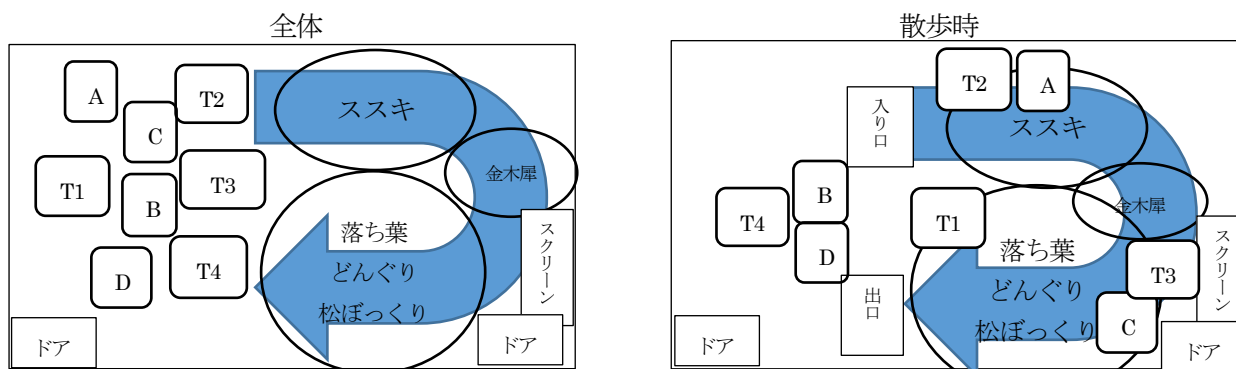 全体
A
T2
C
T1
T3
B
D
T4
ススキ
金木犀
落ち葉
どんぐり
松ぼっくり
スクリーン
ドア
ドア
散歩時
T2
A
入り口
ススキ
金木犀
B
T4
D
T1
落ち葉
どんぐり
松ぼっくり
出口
T3
C
スクリーン
ドア
ドア